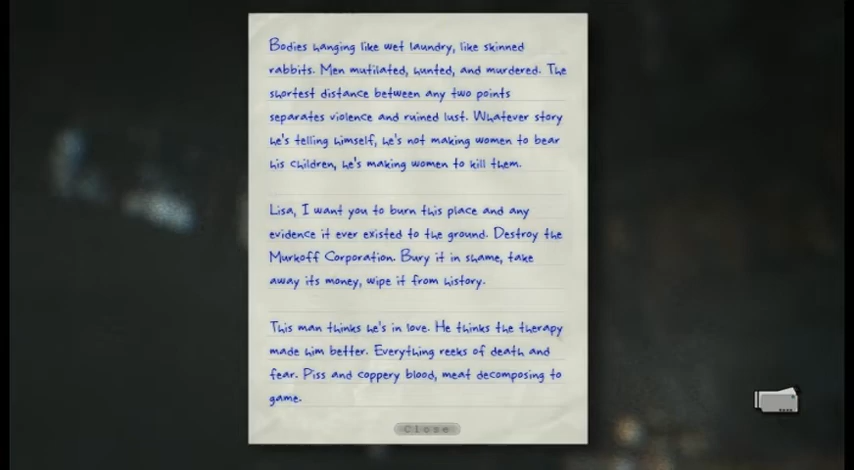 Bodies hanging like wet laundry, like skinned
rabbits. Men mutilated, hunted, and murdered. The
shortest distance between any two points
separates violence and ruined lust. Whatever story
he's telling himself, he's not making women to bear
his children, he's making women to kill them.
Lisa, I want you to burn this place and any
evidence it ever existed to the ground. Destroy the
Murkoff Corporation. Bury it in shame, take
away its money, wipe it from history.
This man thinks he's in love. He thinks the therapy
made him better. Everything reeks of death and
fear. Piss and coppery blood, meat decomposing to
game.
Close